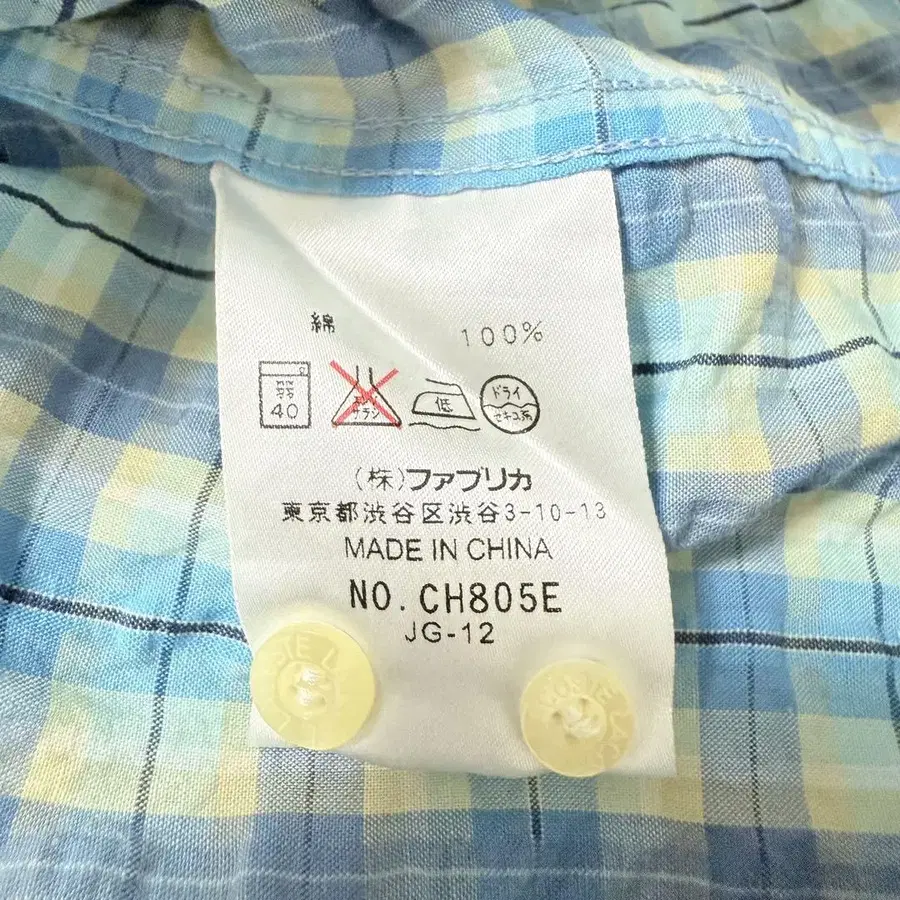 綿 100%
弱 40
エンソ サラシ
低
ドライ
セキユ系
(株)ファブリカ
東京都渋谷区渋谷3-10-13
MADE IN CHINA
NO. CH805E
JG-12